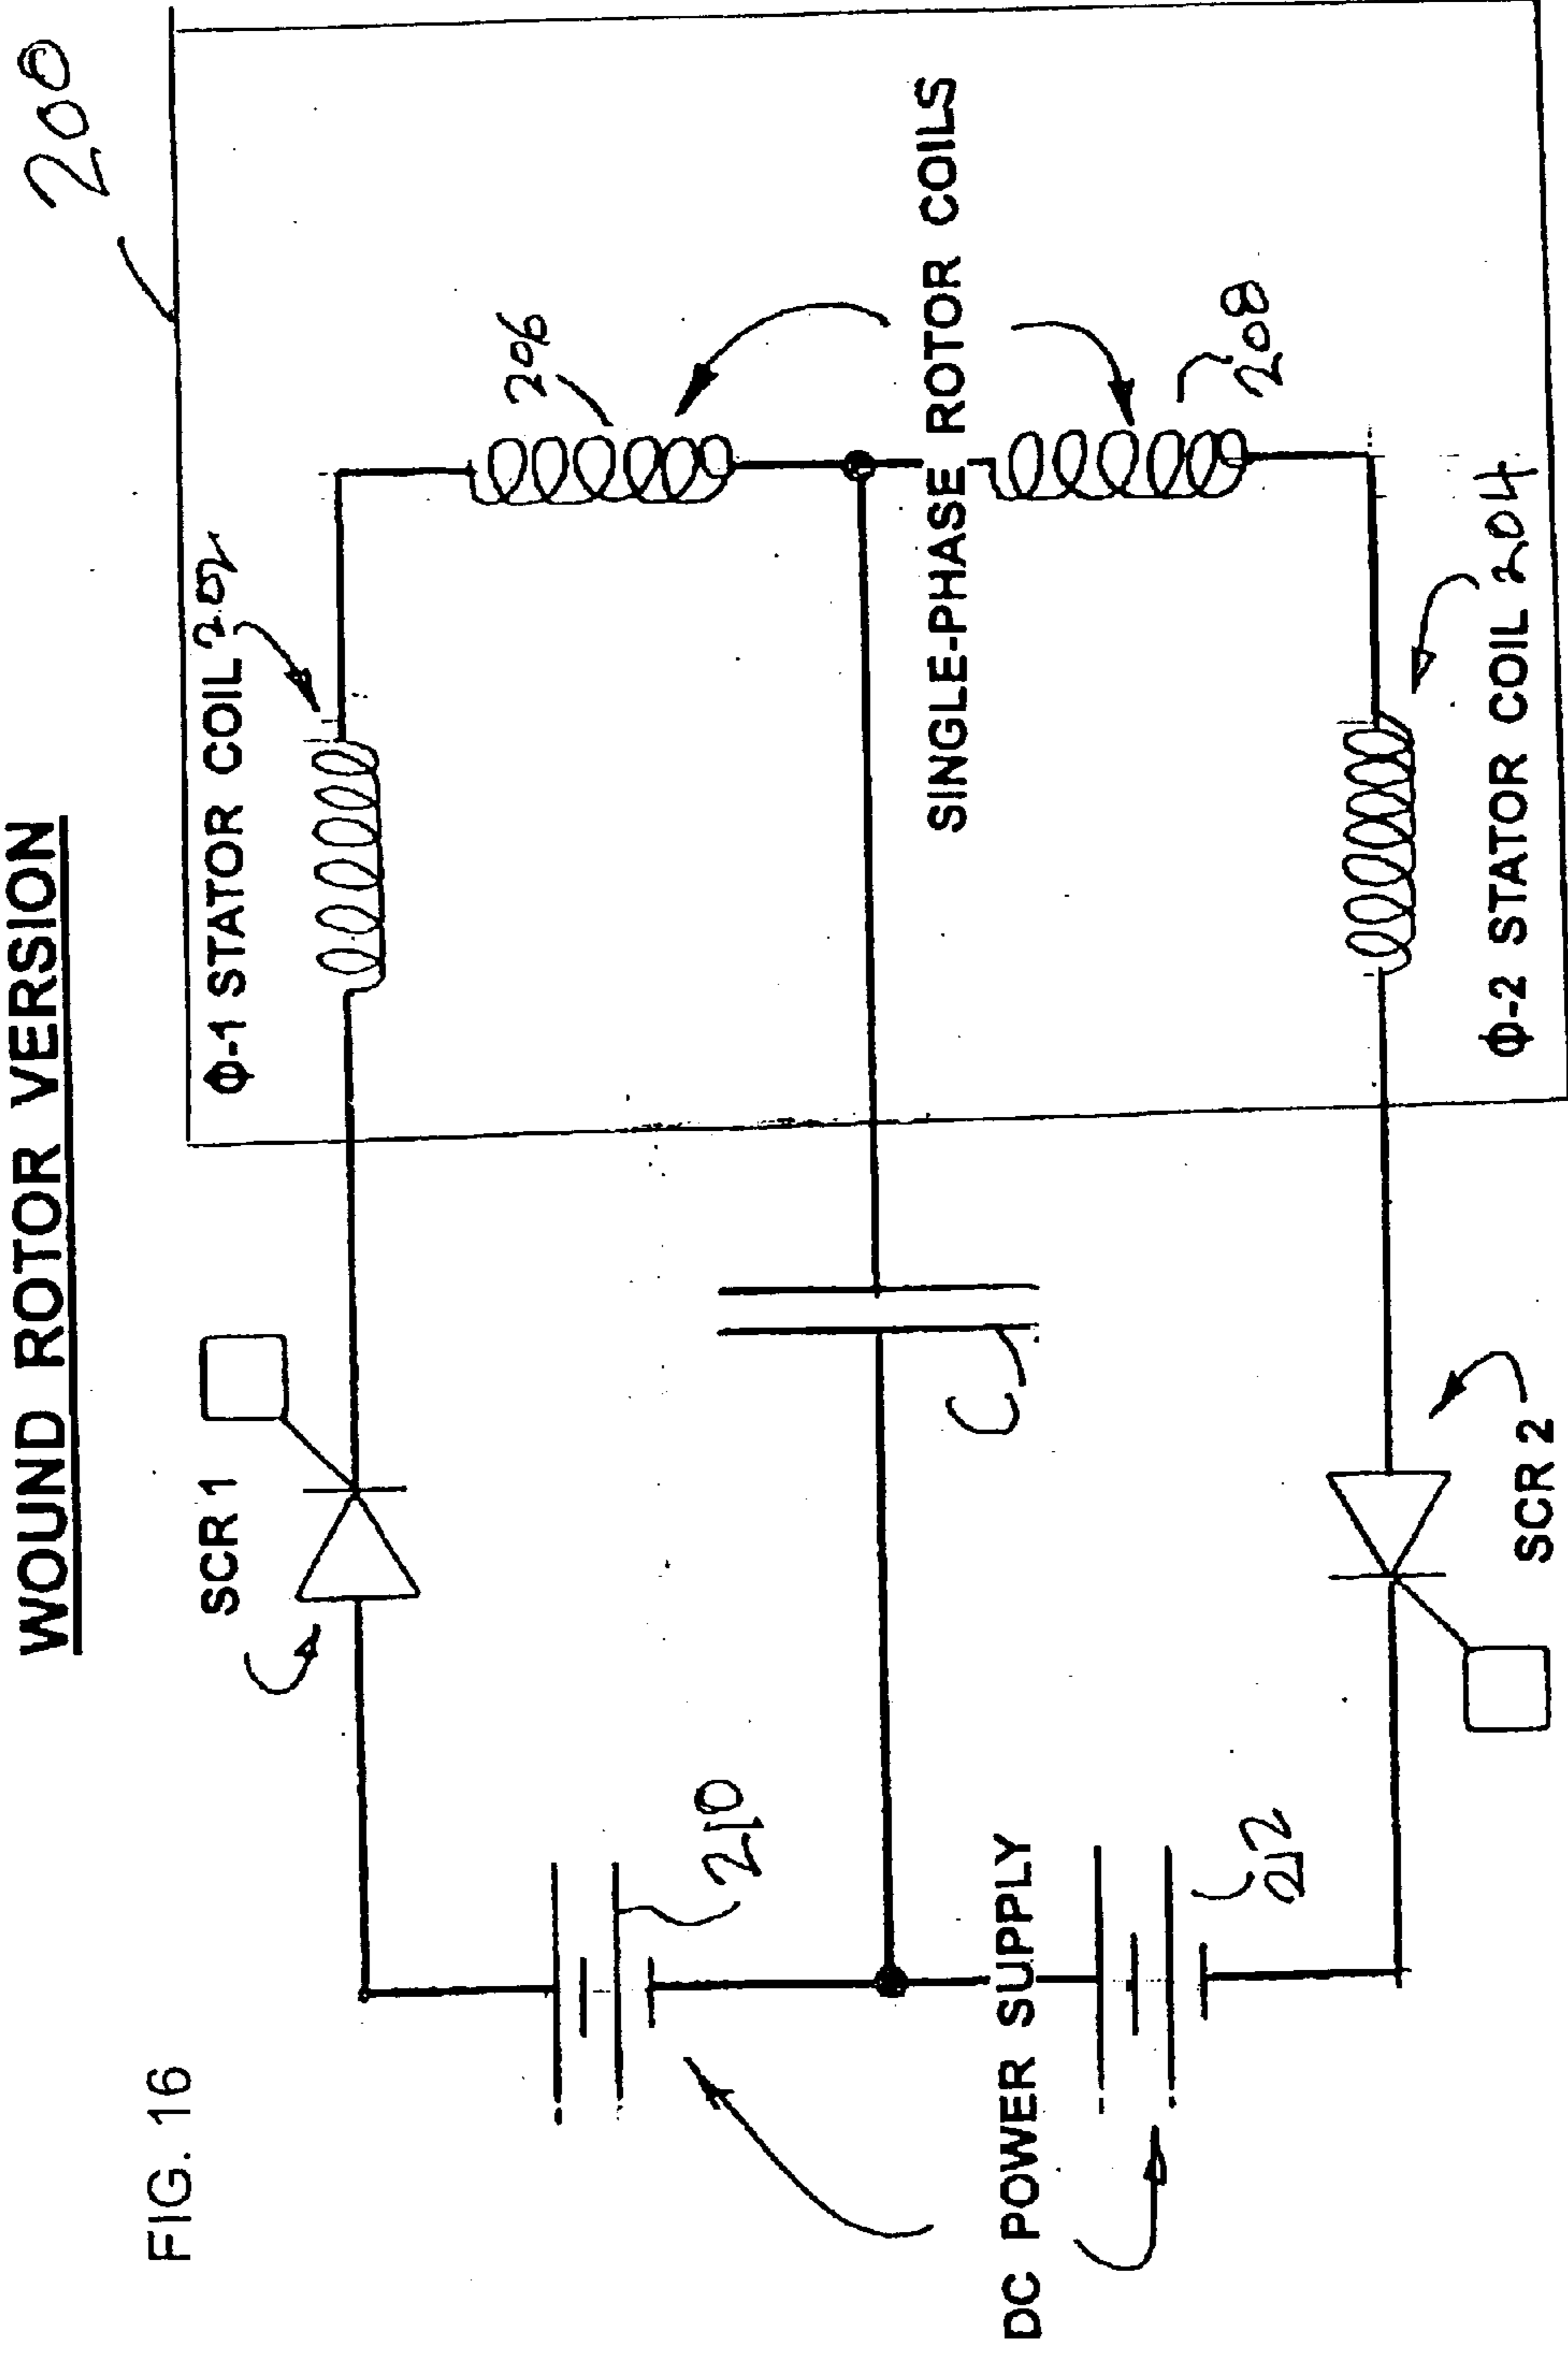 WOUND ROTOR VERSION
FIG. 16
200
SCR 1
Φ-1 STATOR COIL 202
206
210
C
DC POWER SUPPLY
SINGLE-PHASE ROTOR COILS
208
212
SCR 2
Φ-2 STATOR COIL 204